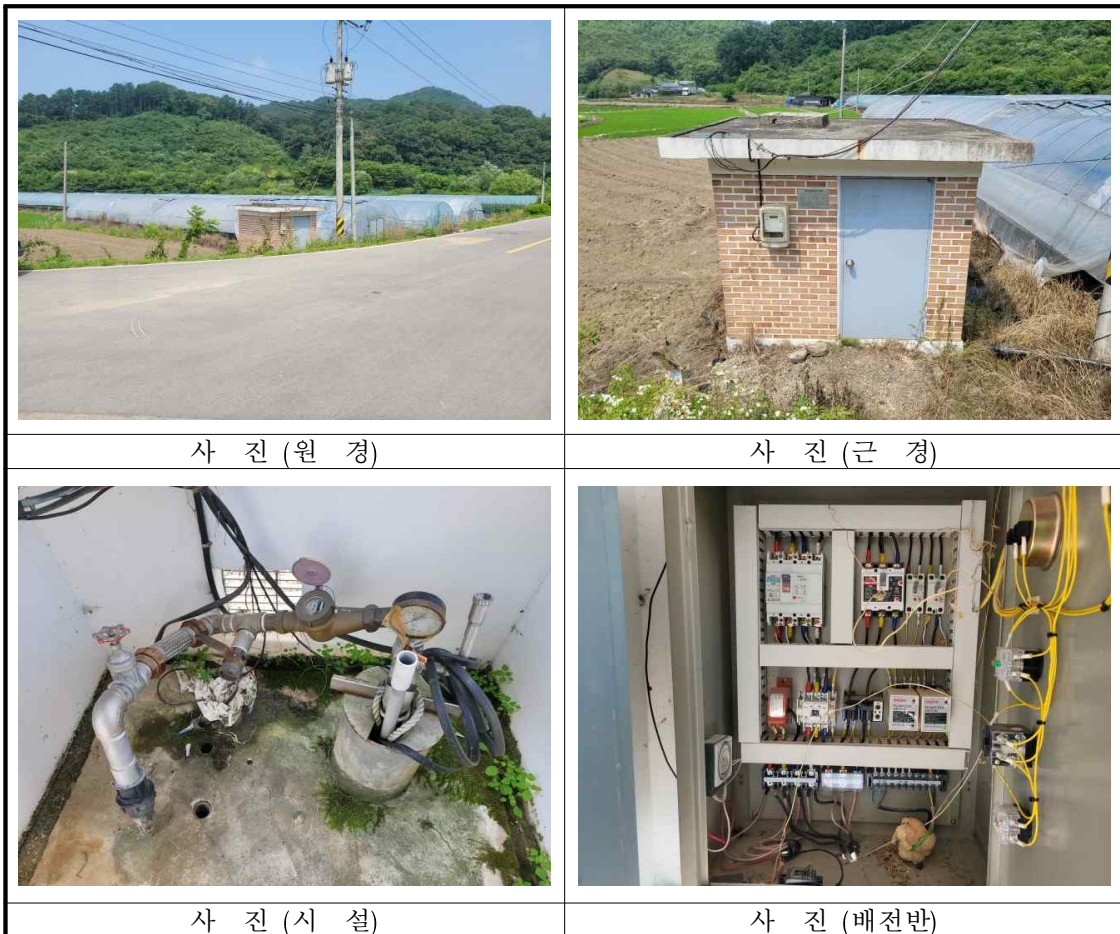 사 진 (원 경)
사 진 (근 경)
사 진 (시 설)
사 진 (배전반)